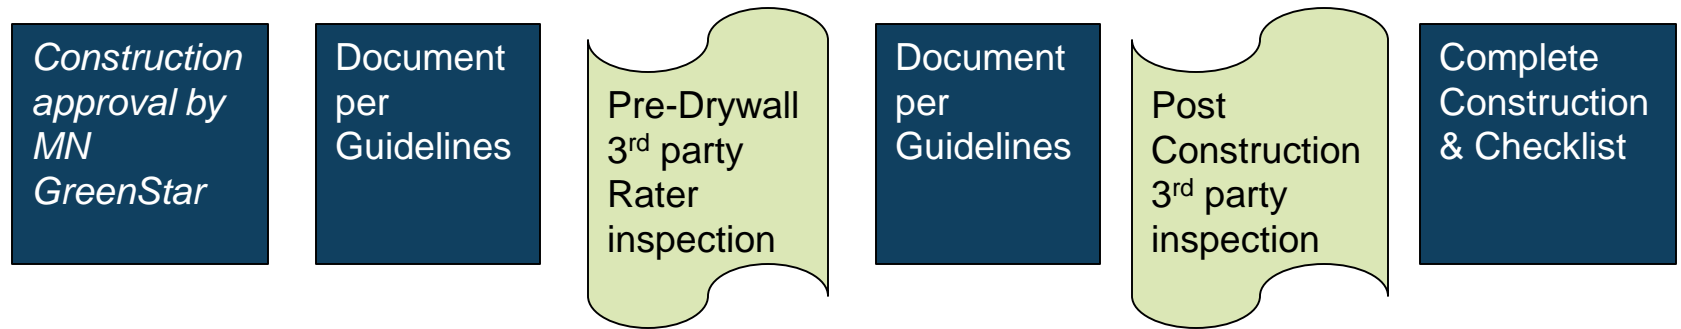 Construction
approval by
MN
GreenStar
Document
per
Guidelines
Pre-Drywall
3rd party
Rater
inspection
Document
per
Guidelines
Post
Construction
3rd party
inspection
Complete
Construction
& Checklist